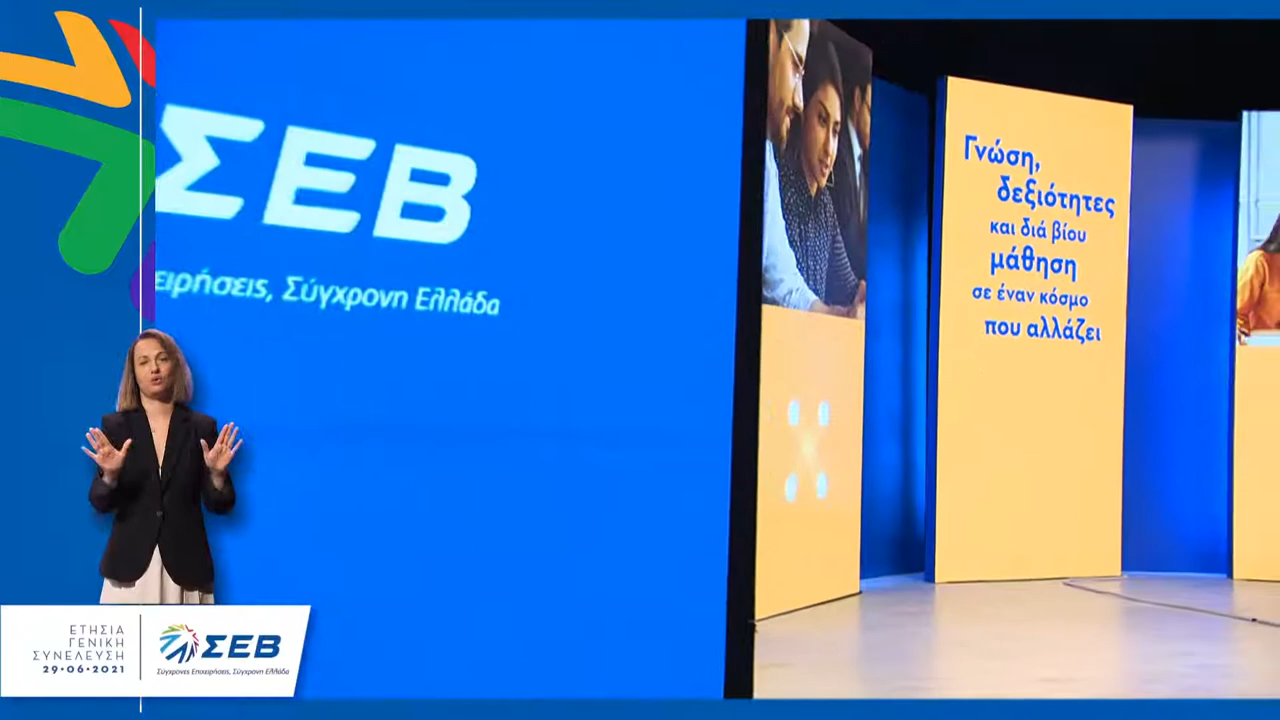 ΣΕΒ
ειρήσεις, Σύγχρονη Ελλάδα
Γνώση,
δεξιότητες
και διά βίου
μάθηση
σε έναν κόσμο
που αλλάζει
ΕΤΗΣΙΑ
ΓΕΝΙΚΗ
ΣΥΝΕΛΕΥΣΗ
29•06•2021
ΣΕΒ
Σύγχρονες Επιχειρήσεις, Σύγχρονη Ελλάδα